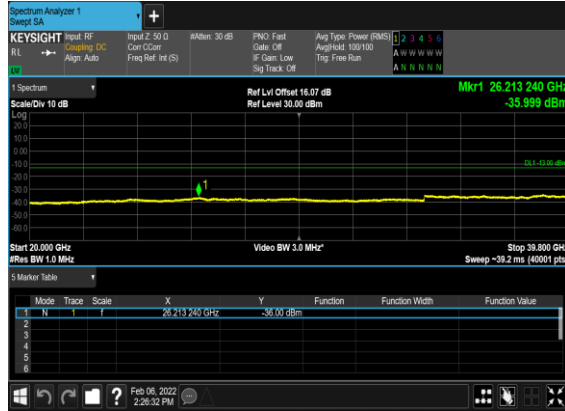 Spectrum Analyzer 1
Swept SA
+
KEYSIGHT Input: RF Input Z: 50 Ω #Atten: 30 dB PNO: Fast Avg Type: Power (RMS) 1 2 3 4 5 6
RL Coupling: DC Corr CCorr Gate: Off Avg|Hold: 100/100 A W W W W W
Align: Auto Freq Ref: Int (S) IF Gain: Low Trig: Free Run
LV Sig Track: Off A N N N N N
1 Spectrum Ref Lvl Offset 16.07 dB Mkr1 26.213 240 GHz
Scale/Div 10 dB Ref Level 30.00 dBm -35.999 dBm
Log
20.0
10.0
0.00
-10.0
DL1 -13.00 dBm
-20.0
-30.0
1
-40.0
-50.0
-60.0
Start 20.000 GHz Video BW 3.0 MHz* Stop 39.800 GHz
#Res BW 1.0 MHz Sweep ~39.2 ms (40001 pts)
5 Marker Table
Mode Trace Scale X Y Function Function Width Function Value
1 N 1 f 26.213 240 GHz -36.00 dBm
2
3
4
5
6
? Feb 06, 2022
2:26:32 PM